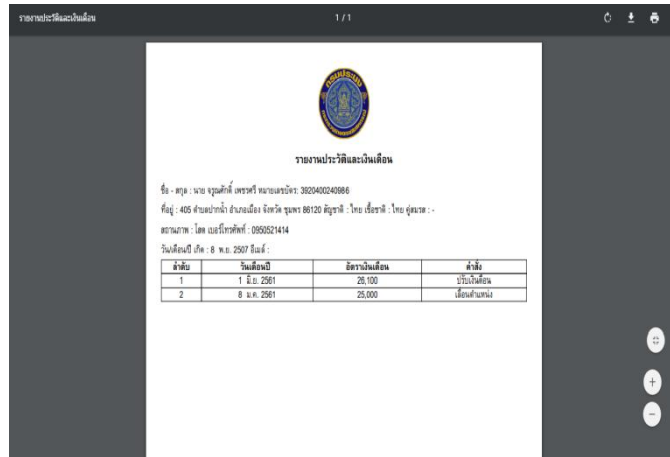 รายงานประวัติและเงินเดือน
1 / 1
กรมประมง
รายงานประวัติและเงินเดือน
ชื่อ - สกุล : นาย จรูณศักดิ์ เพชรศรี หมายเลขบัตร: 3920400240986
ที่อยู่ : 405 ตำบลปากน้ำ อำเภอเมือง จังหวัด ชุมพร 86120 สัญชาติ : ไทย เชื้อชาติ : ไทย คู่สมรส : -
สถานภาพ : โสด เบอร์โทรศัพท์ : 0950521414
วัน/เดือน/ปี เกิด : 8 พ.ย. 2507 อีเมล์ :
ลำดับ วันเดือนปี อัตราเงินเดือน คำสั่ง
1 1 มิ.ย. 2561 26,100 ปรับเงินเดือน
2 8 ม.ค. 2561 25,000 เลื่อนตำแหน่ง